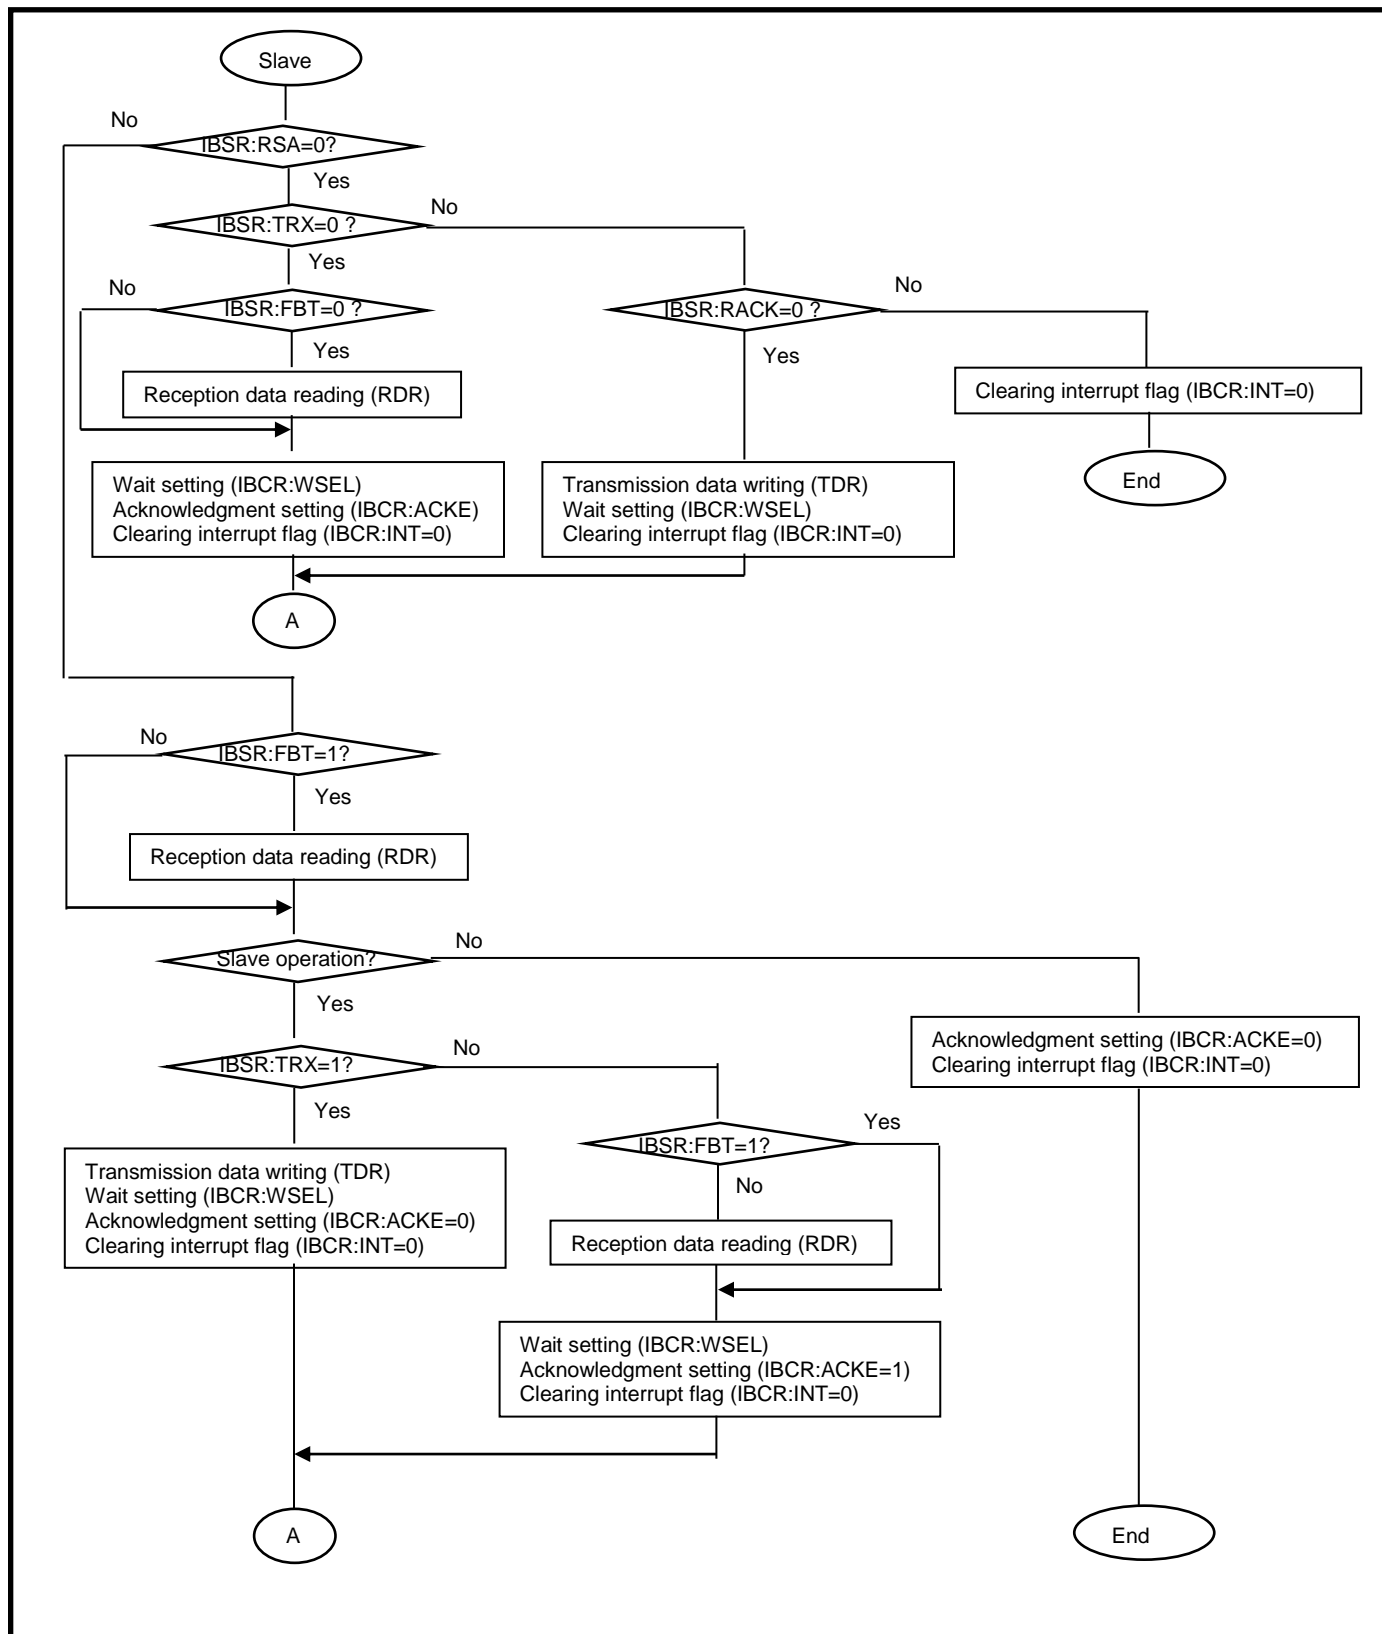 Slave
No
IBSR:RSA=0?
Yes
IBSR:TRX=0 ?
No
Yes
No
IBSR:FBT=0 ?
IBSR:RACK=0 ?
No
Yes
Yes
Reception data reading (RDR)
Clearing interrupt flag (IBCR:INT=0)
Wait setting (IBCR:WSEL)
Acknowledgment setting (IBCR:ACKE)
Clearing interrupt flag (IBCR:INT=0)
Transmission data writing (TDR)
Wait setting (IBCR:WSEL)
Clearing interrupt flag (IBCR:INT=0)
End
A
No
IBSR:FBT=1?
Yes
Reception data reading (RDR)
Slave operation?
No
Yes
Acknowledgment setting (IBCR:ACKE=0)
Clearing interrupt flag (IBCR:INT=0)
IBSR:TRX=1?
No
Yes
IBSR:FBT=1?
Yes
No
Transmission data writing (TDR)
Wait setting (IBCR:WSEL)
Acknowledgment setting (IBCR:ACKE=0)
Clearing interrupt flag (IBCR:INT=0)
Reception data reading (RDR)
Wait setting (IBCR:WSEL)
Acknowledgment setting (IBCR:ACKE=1)
Clearing interrupt flag (IBCR:INT=0)
A
End